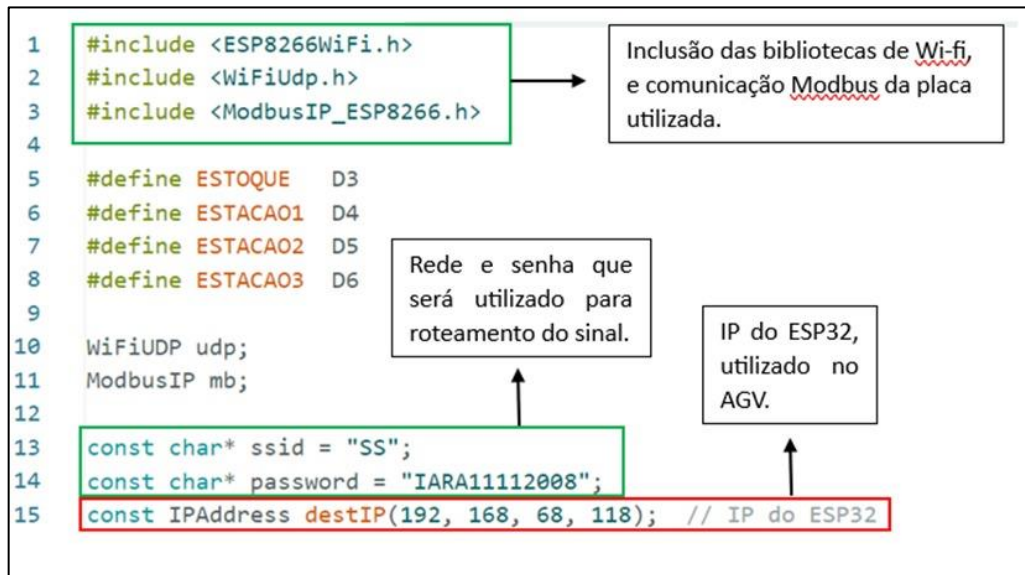 1 #include <ESP8266WiFi.h>
2 #include <WiFiUdp.h>
3 #include <ModbusIP_ESP8266.h>
4
5 #define ESTOQUE D3
6 #define ESTACAO1 D4
7 #define ESTACAO2 D5
8 #define ESTACAO3 D6
9
10 WiFiUDP udp;
11 ModbusIP mb;
12
13 const char* ssid = "SS";
14 const char* password = "IARA11112008";
15 const IPAddress destIP(192, 168, 68, 118); // IP do ESP32
Inclusão das bibliotecas de Wi-fi,
e comunicação Modbus da placa
utilizada.
Rede e senha que
será utilizado para
roteamento do sinal.
IP do ESP32,
utilizado no
AGV.